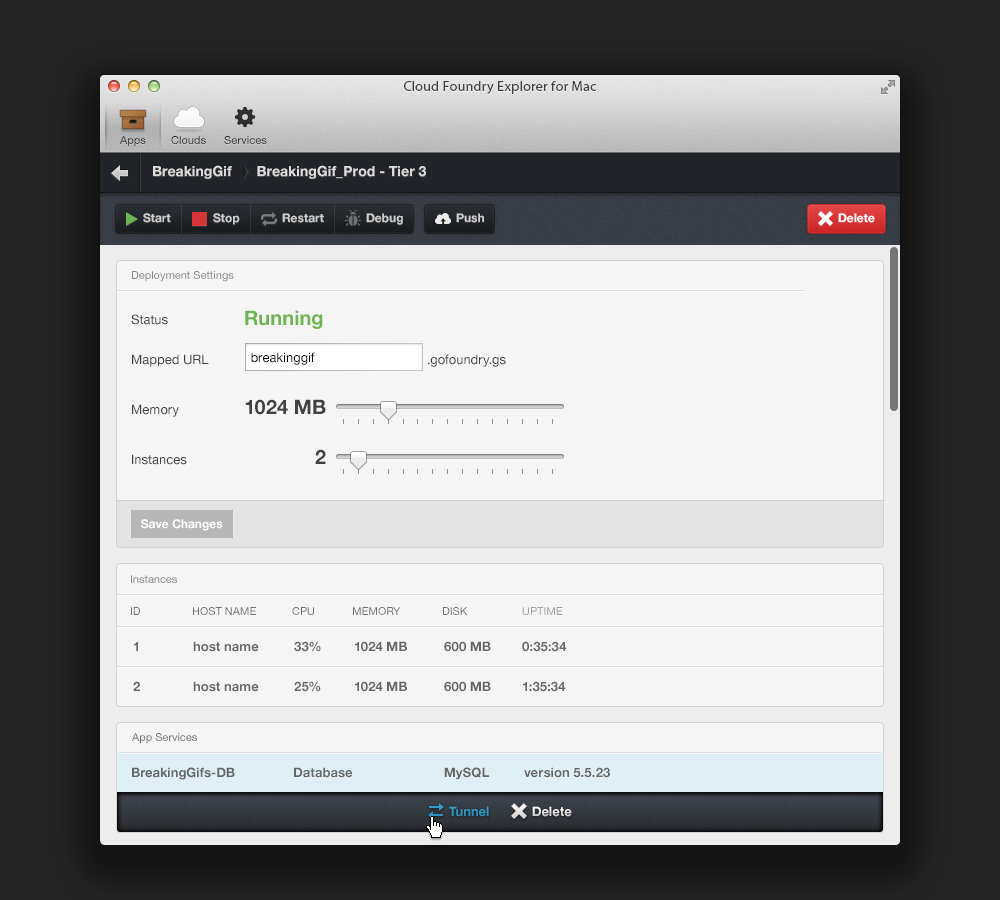 Cloud Foundry Explorer for Mac
Apps Clouds Services
BreakingGif BreakingGif_Prod - Tier 3
Start Stop Restart Debug Push Delete
Deployment Settings
Status Running
Mapped URL breakinggif .gofoundry.gs
Memory 1024 MB
Instances 2
Save Changes
Instances
ID HOST NAME CPU MEMORY DISK UPTIME
1 host name 33% 1024 MB 600 MB 0:35:34
2 host name 25% 1024 MB 600 MB 1:35:34
App Services
BreakingGifs-DB Database MySQL version 5.5.23
Tunnel Delete